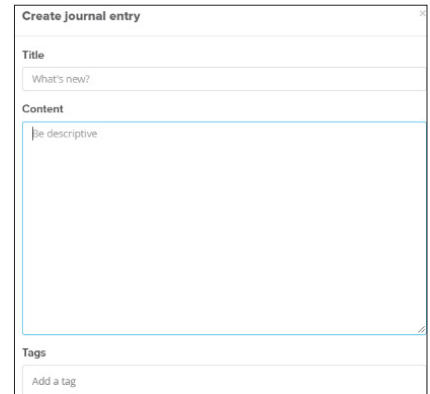 Create journal entry
Title
What's new?
Content
Be descriptive
Tags
Add a tag